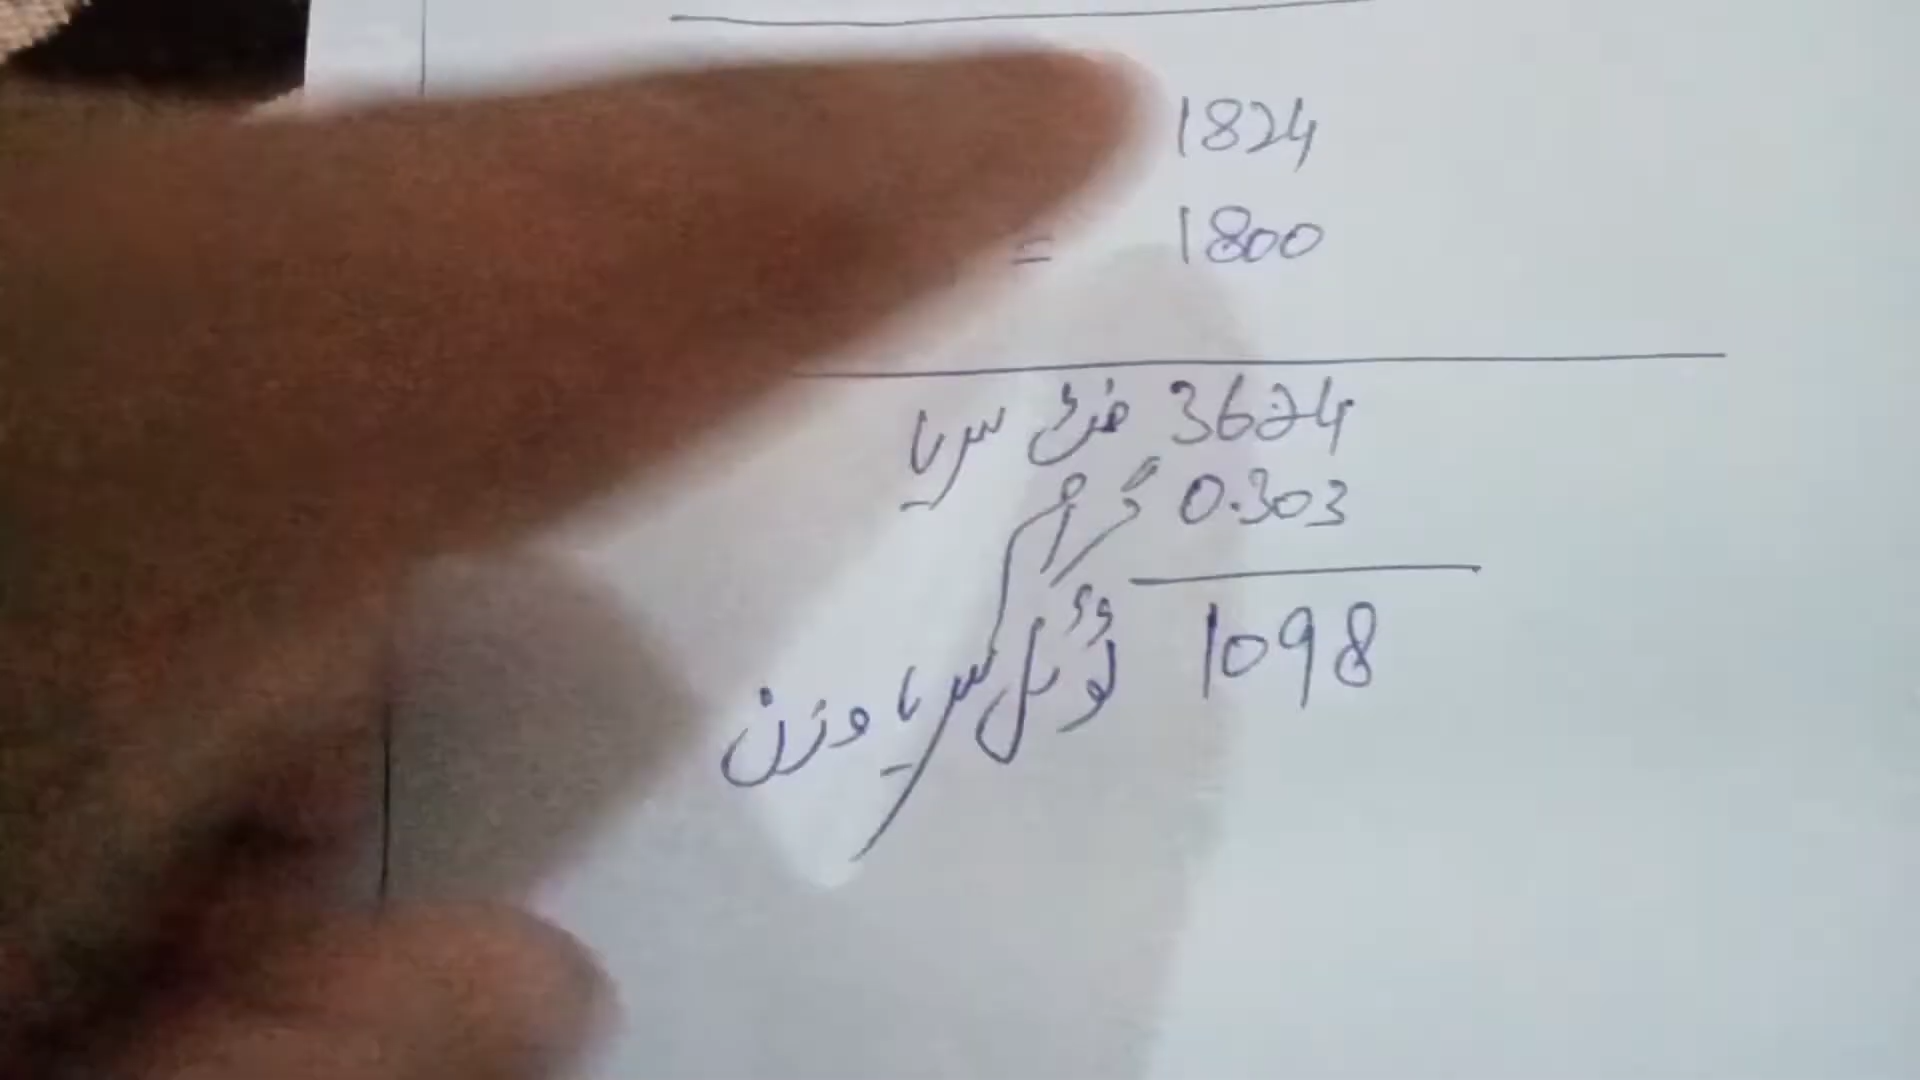 1824
= 1800
3624 فٹ سریا
0.303 گرام
1098 ٹوٹل سریا وزن